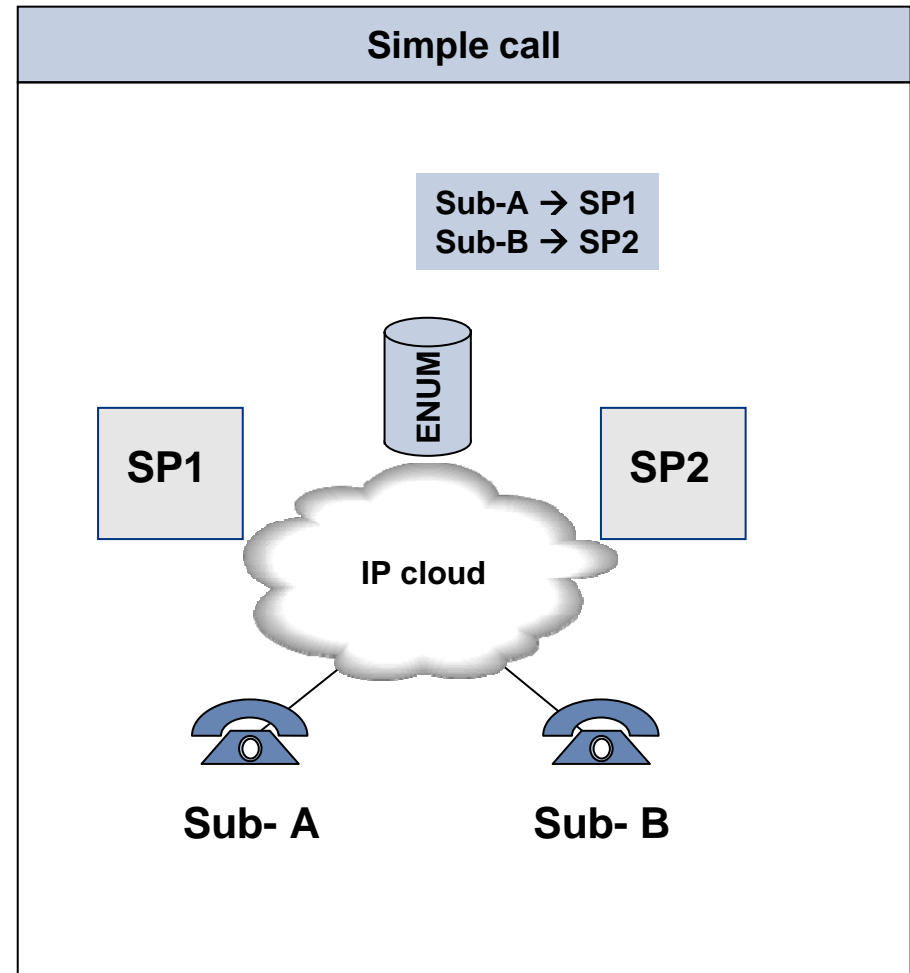 Simple call
Sub-A → SP1
Sub-B → SP2
ENUM
SP1
SP2
IP cloud
Sub- A
Sub- B